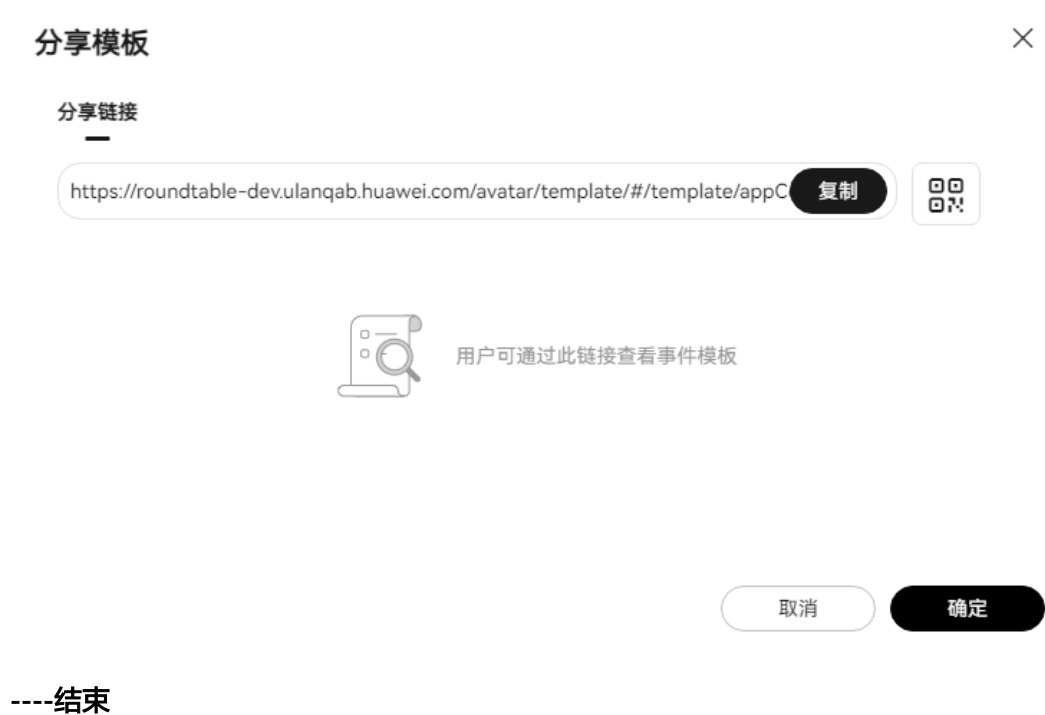 分享模板
分享链接
https://roundtable-dev.ulanqab.huawei.com/avatar/template/#/template/appC
复制
用户可通过此链接查看事件模板
取消
确定
----结束